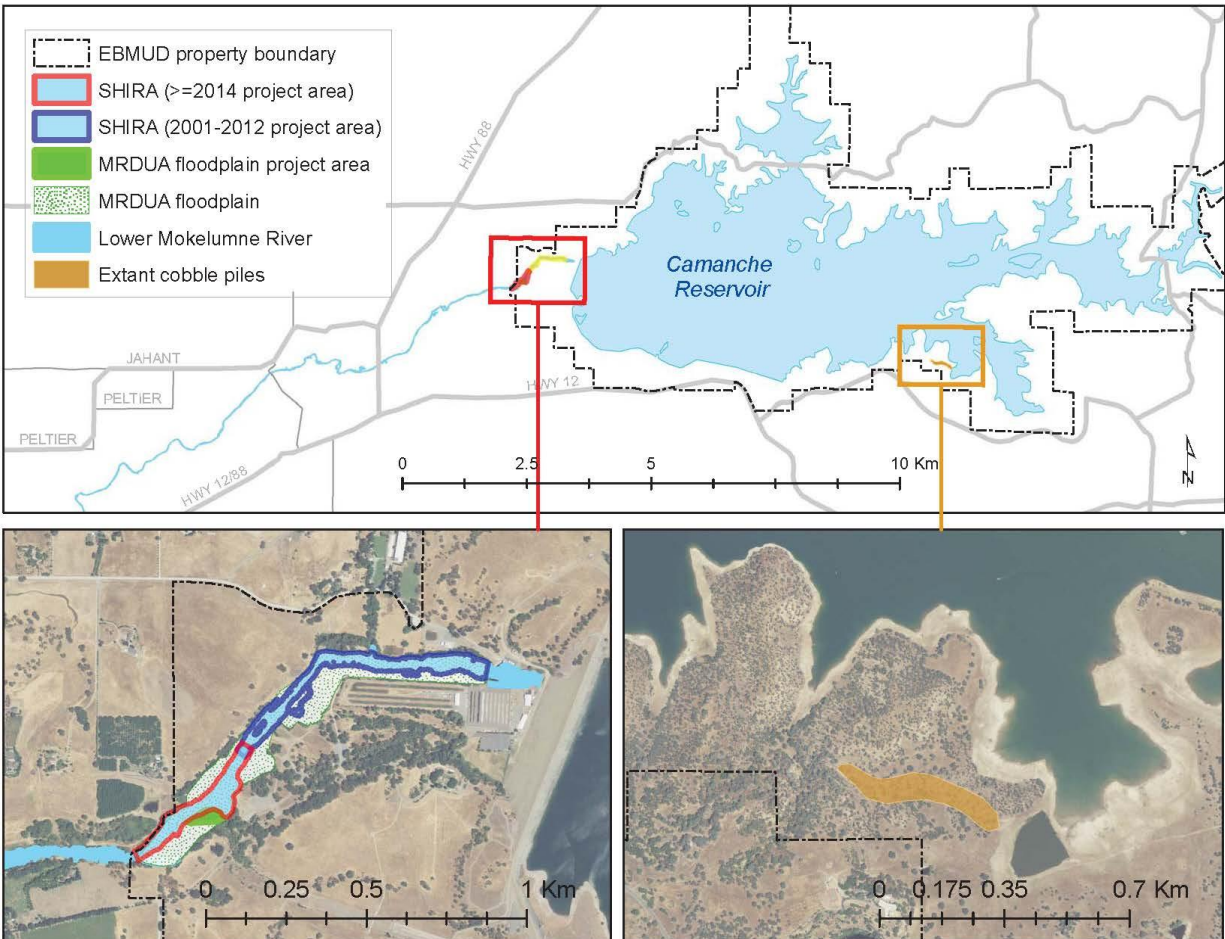 EBMUD property boundary
SHIRA (>=2014 project area)
SHIRA (2001-2012 project area)
MRDUA floodplain project area
MRDUA floodplain
Lower Mokelumne River
Extant cobble piles
HWY 88
Camanche
Reservoir
JAHANT
PELTIER
PELTIER
HWY 12
HWY 12/88
0 2.5 5 10 Km
N
0 0.25 0.5 1 Km
0 0.175 0.35 0.7 Km